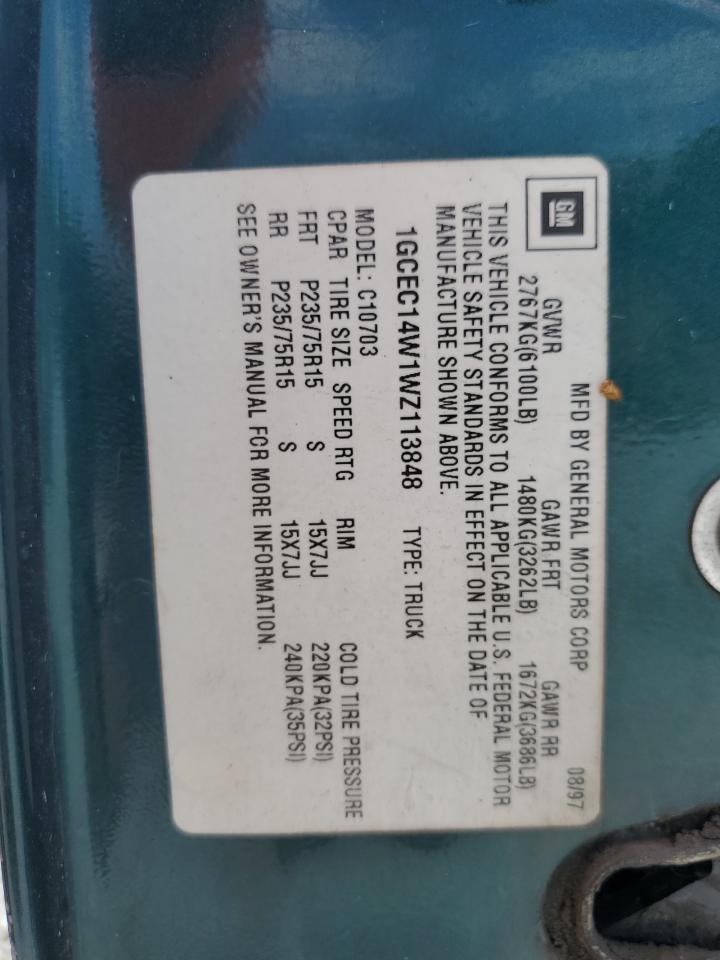 GM
MFD BY GENERAL MOTORS CORP 08/97
GVWR GAWR FRT GAWR RR
2767KG(6100LB) 1480KG(3262LB) 1672KG(3686LB)
THIS VEHICLE CONFORMS TO ALL APPLICABLE U.S. FEDERAL MOTOR
VEHICLE SAFETY STANDARDS IN EFFECT ON THE DATE OF
MANUFACTURE SHOWN ABOVE.
1GCEC14W1WZ113848 TYPE: TRUCK
MODEL: C10703
CPAR TIRE SIZE SPEED RTG RIM COLD TIRE PRESSURE
FRT P235/75R15 S 15X7JJ 220KPA(32PSI)
RR P235/75R15 S 15X7JJ 240KPA(35PSI)
SEE OWNER'S MANUAL FOR MORE INFORMATION.